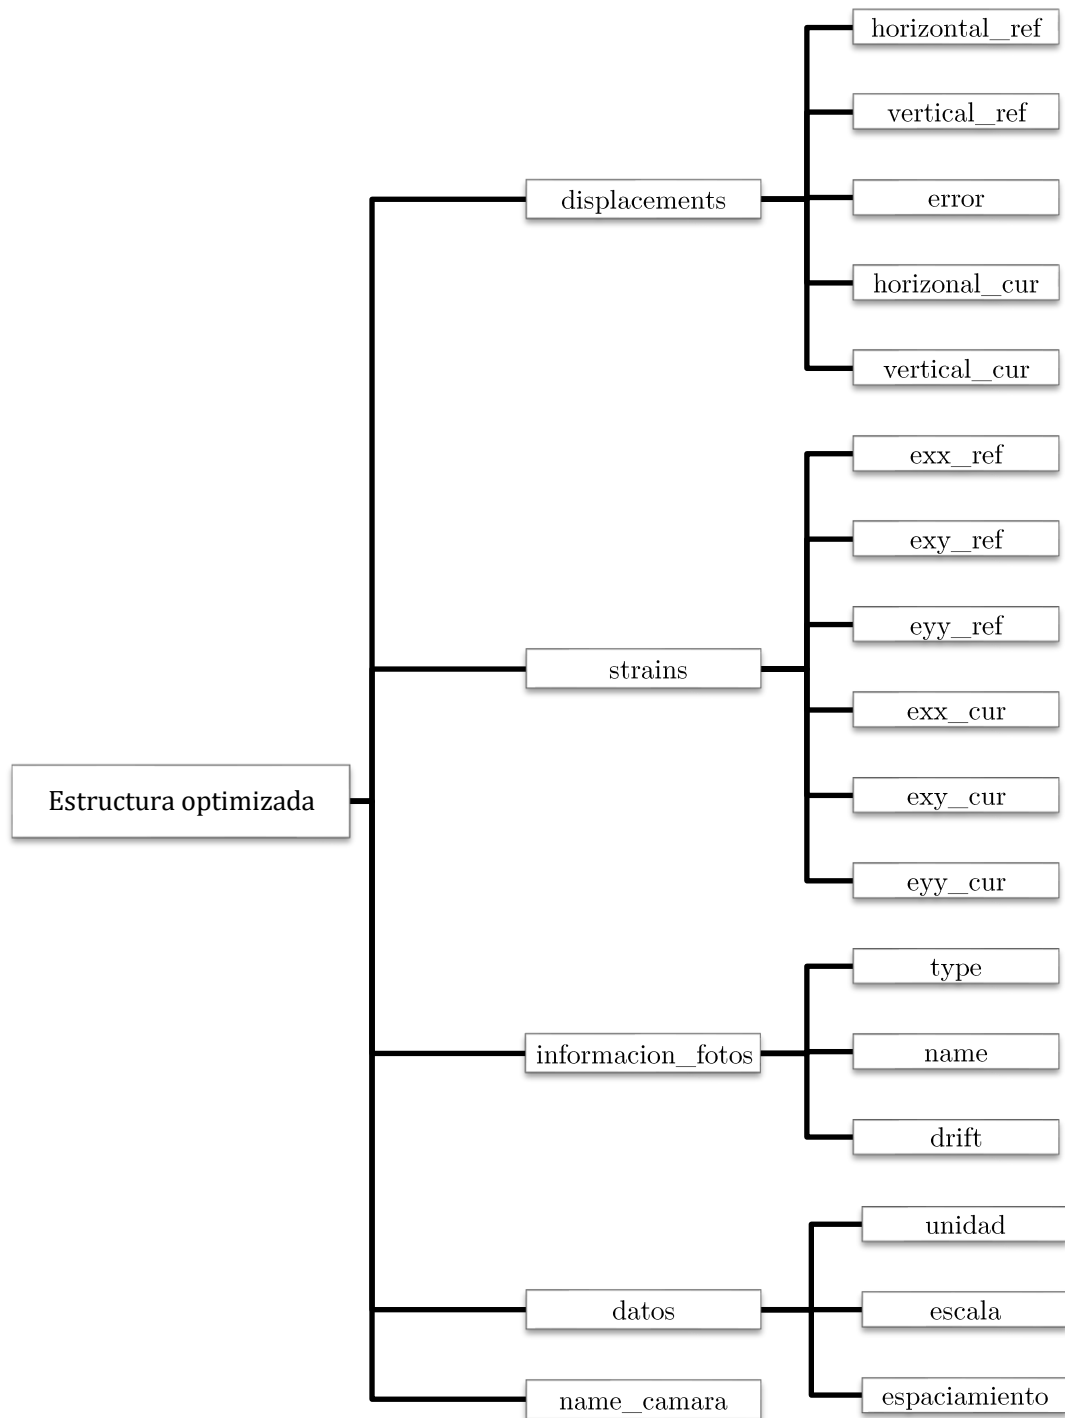 horizontal_ref
vertical_ref
displacements
error
horizonal_cur
vertical_cur
exx_ref
exy_ref
eyy_ref
strains
exx_cur
Estructura optimizada
exy_cur
eyy_cur
type
informacion_fotos
name
drift
unidad
datos
escala
name_camara
espaciamiento